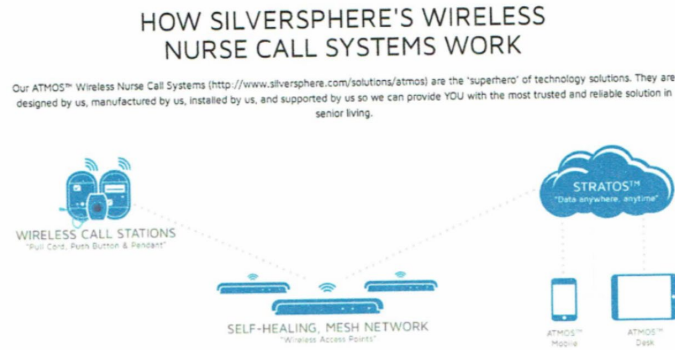 HOW SILVERSPHERE'S WIRELESS
NURSE CALL SYSTEMS WORK
Our ATMOS™ Wireless Nurse Call Systems (http://www.silversphere.com/solutions/atmos) are the "superhero" of technology solutions. They are
designed by us, manufactured by us, installed by us, and supported by us so we can provide YOU with the most trusted and reliable solution in
senior living.
STRATOS™
"Data anywhere, anytime"
WIRELESS CALL STATIONS
"Pull Cord, Push Button & Pendant"
SELF-HEALING, MESH NETWORK
"Wireless Access Points"
ATMOS™
Mobile
ATMOS™
Desk